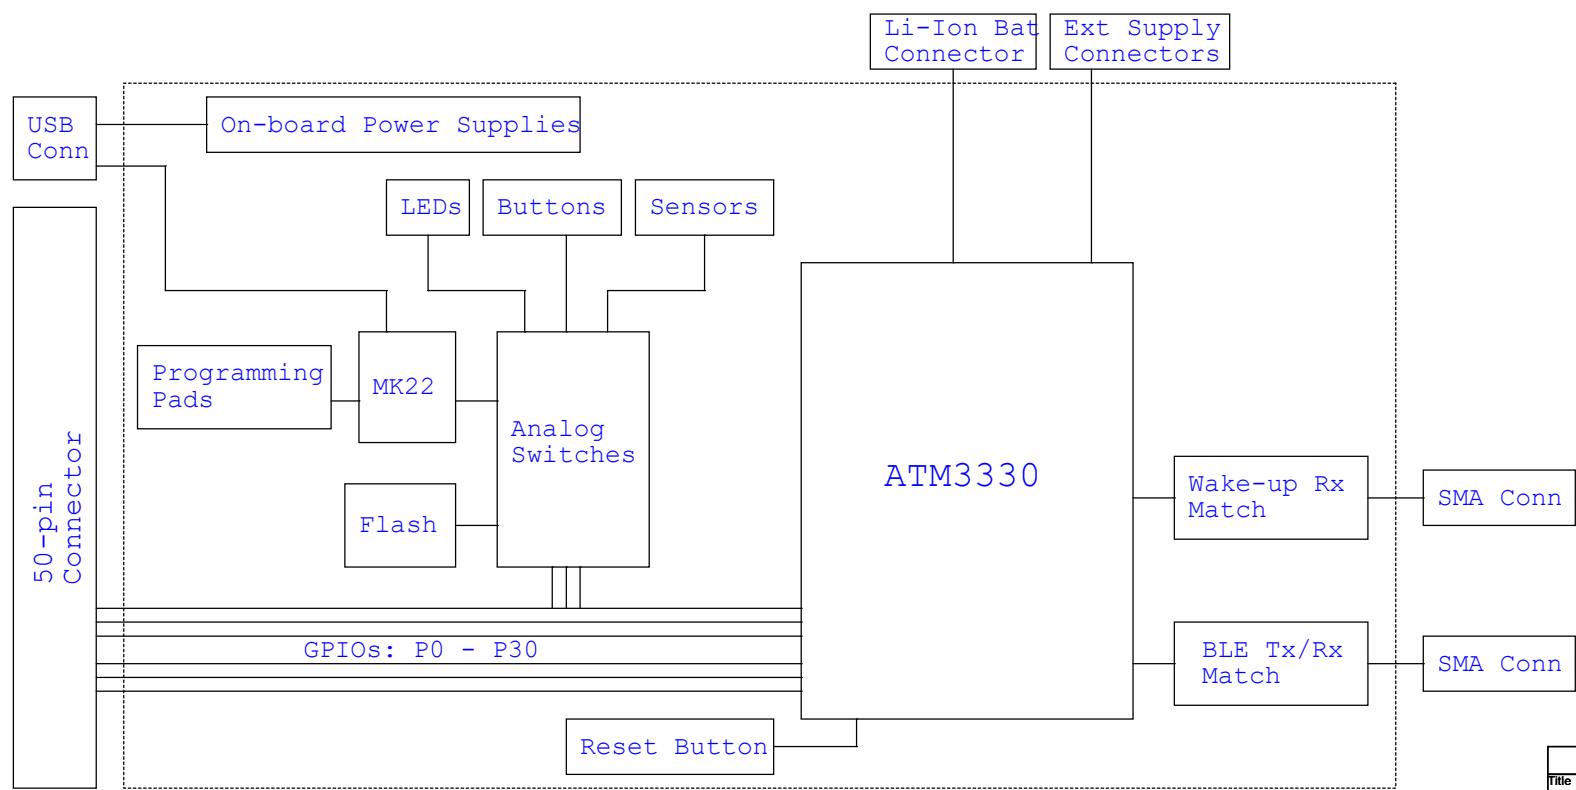 Li-Ion Bat
Connector
Ext Supply
Connectors
USB
Conn
On-board Power Supplies
LEDs
Buttons
Sensors
Programming
Pads
MK22
Analog
Switches
Flash
50-pin
Connector
ATM3330
Wake-up Rx
Match
SMA Conn
GPIOs: P0 - P30
BLE Tx/Rx
Match
SMA Conn
Reset Button
Title